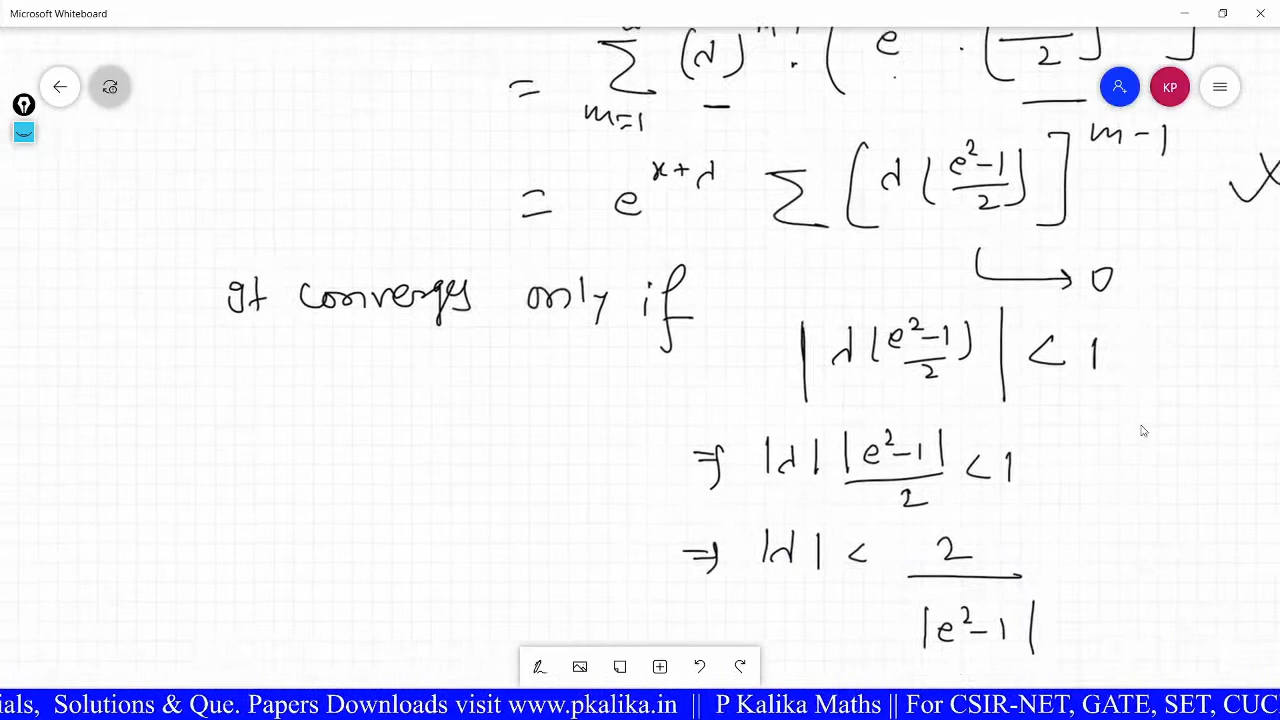 Microsoft Whiteboard
= ∑ m=1 (λ) . ( e . ( / 2 )
KP
= e^{x+λ} ∑ [λ (e²-1 / 2)]^{m-1}
↳ 0
It converges only if
|λ(e²-1 / 2)| < 1
⇒ |λ| |e²-1| / 2 < 1
⇒ |λ| < 2 / |e²-1|
ials, Solutions & Que. Papers Downloads visit www.pkalika.in || P Kalika Maths || For CSIR-NET, GATE, SET, CUC